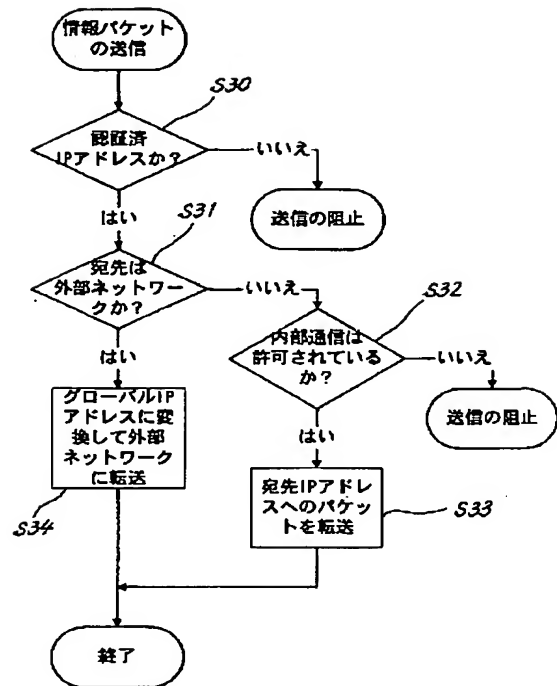 情報パケット
の送信
S30
認証済
IPアドレスか？
いいえ
はい
送信の阻止
S31
宛先は
外部ネットワー
クか？
いいえ
S32
はい
内部通信は
許可されている
か？
いいえ
送信の阻止
グローバルIP
アドレスに変
換して外部
ネットワーク
に転送
S34
はい
宛先IPアドレ
スへのパケッ
トを転送
S33
終了